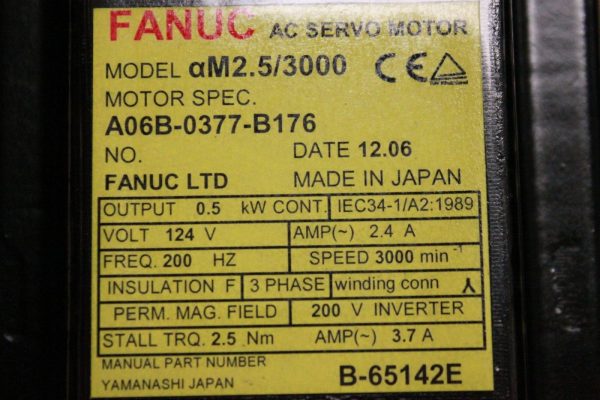 FANUC AC SERVO MOTOR
MODEL αM2.5/3000 CE
MOTOR SPEC.
A06B-0377-B176
NO. DATE 12.06
FANUC LTD MADE IN JAPAN
OUTPUT 0.5 kW CONT. IEC34-1/A2:1989
VOLT 124 V AMP(~) 2.4 A
FREQ. 200 HZ SPEED 3000 min⁻¹
INSULATION F 3 PHASE winding conn
PERM. MAG. FIELD 200 V INVERTER
STALL TRQ. 2.5 Nm AMP(~) 3.7 A
MANUAL PART NUMBER
YAMANASHI JAPAN B-65142E